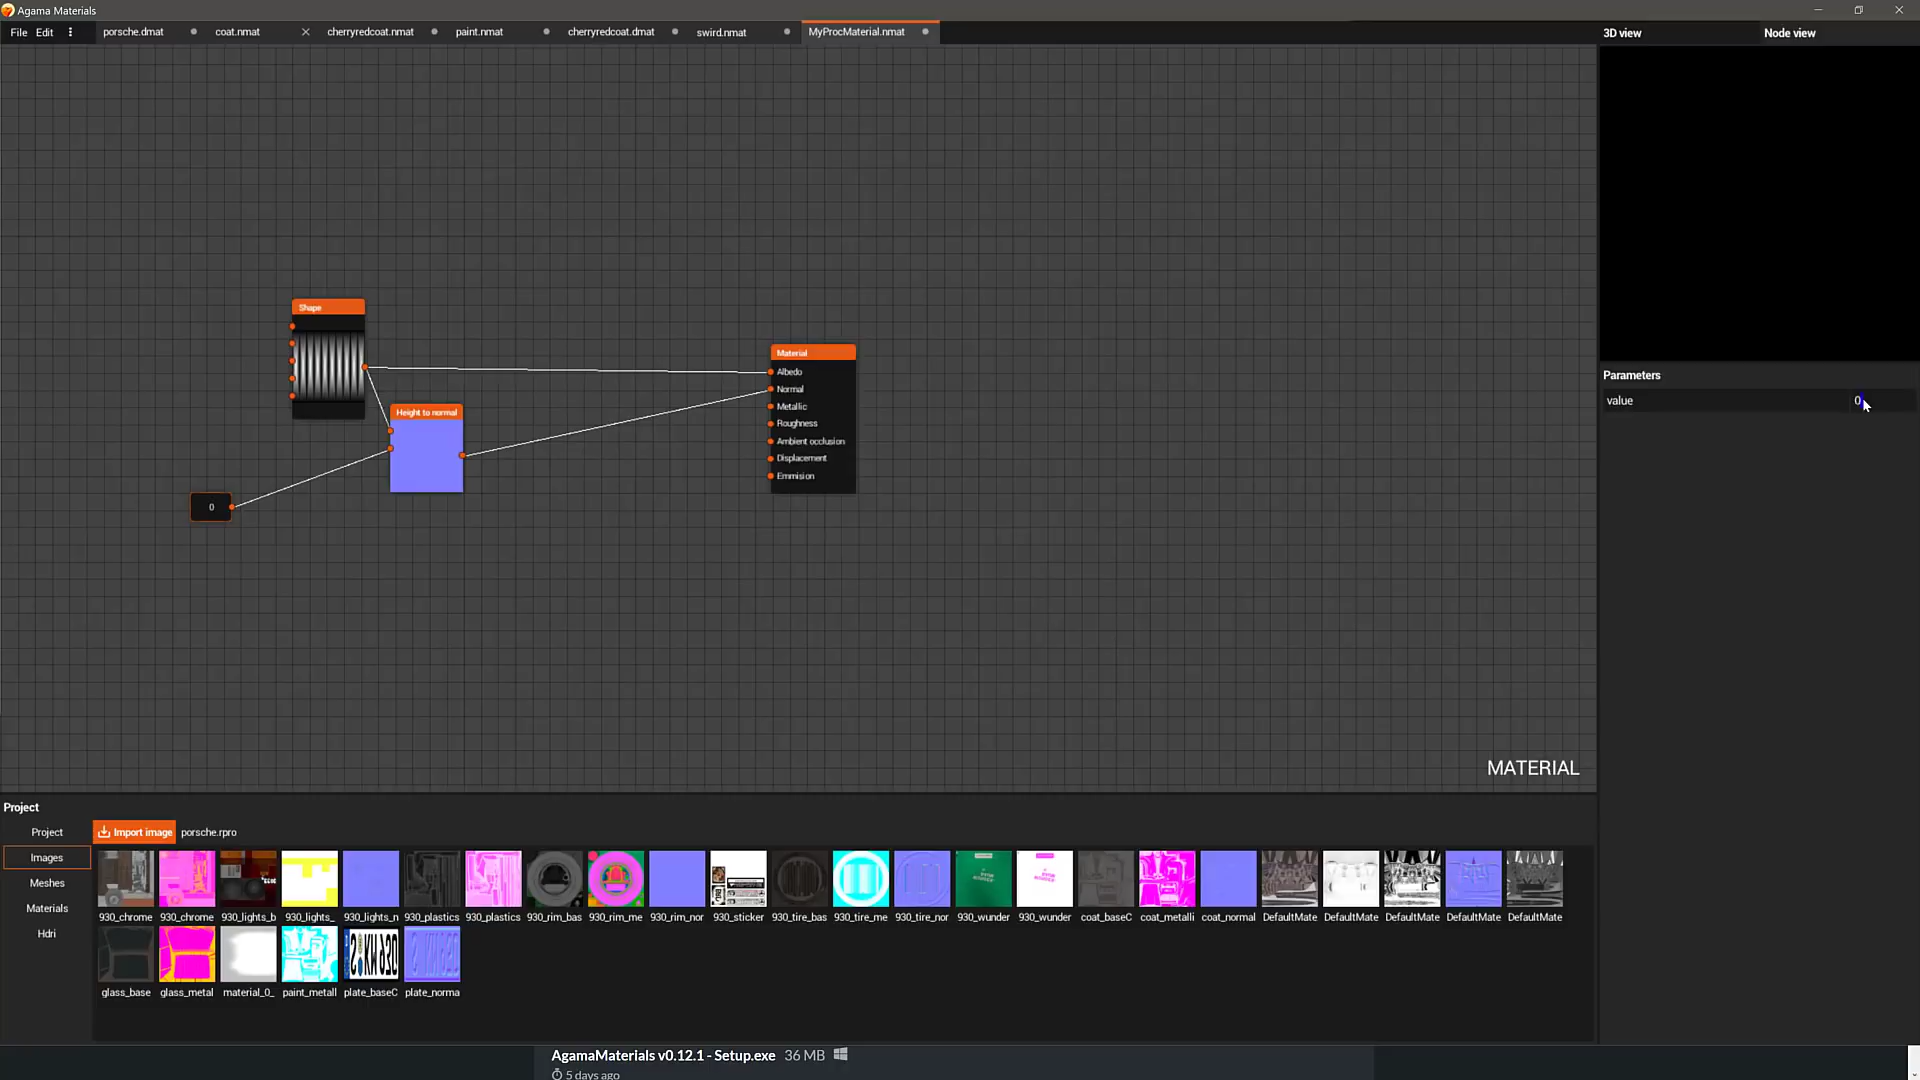 Agama Materials
File Edit
porsche.dmat
coat.nmat
cherryredcoat.nmat
paint.nmat
cherryredcoat.dmat
swird.nmat
MyProcMaterial.nmat
3D view
Node view
Shape
Height to normal
0
Material
Albedo
Normal
Metallic
Roughness
Ambient occlusion
Displacement
Emmision
MATERIAL
Parameters
value 0
Project
Project
Images
Meshes
Materials
Hdri
Import image porsche.rpro
930_chrome 930_chrome 930_lights_b 930_lights_ 930_lights_n 930_plastics 930_plastics 930_rim_bas 930_rim_me 930_rim_nor 930_sticker 930_tire_bas 930_tire_me 930_tire_nor 930_wunder 930_wunder coat_baseC coat_metalli coat_normal DefaultMate DefaultMate DefaultMate DefaultMate DefaultMate
glass_base glass_metal material_0_ paint_metall plate_baseC plate_norma
AgamaMaterials v0.12.1 - Setup.exe 36 MB
5 days ago